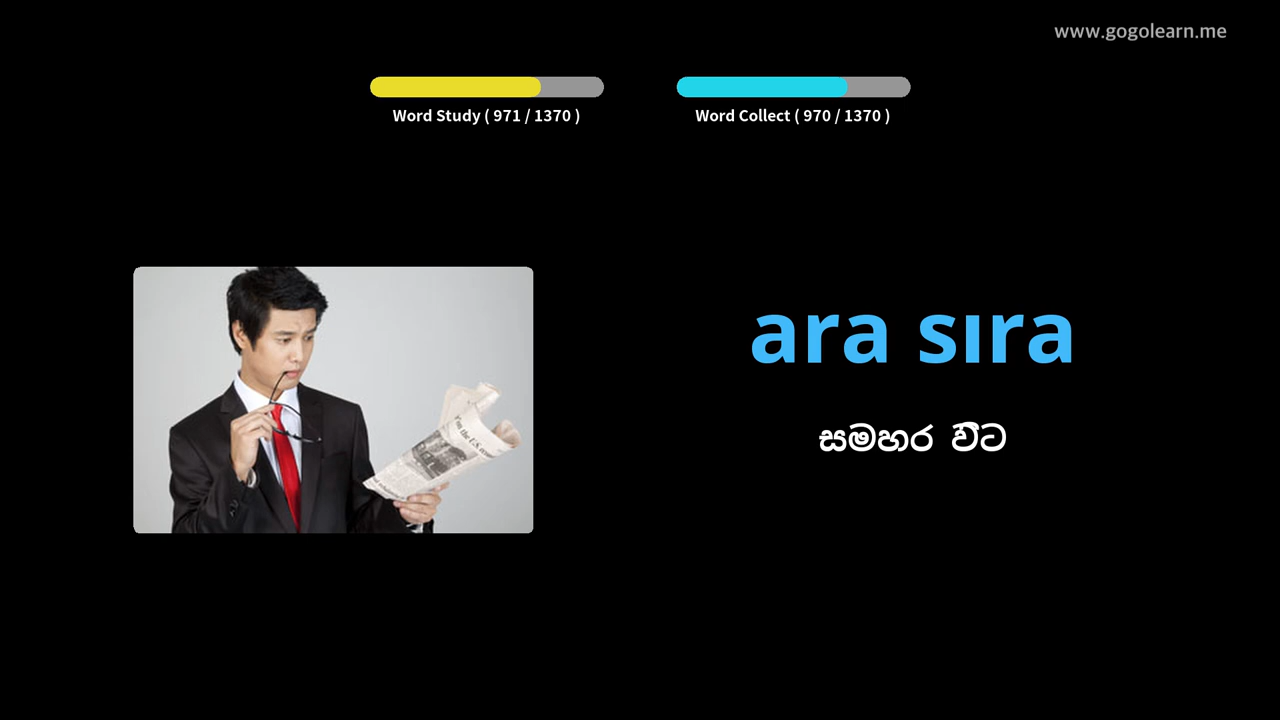 www.gogolearn.me
Word Study ( 971 / 1370 )
Word Collect ( 970 / 1370 )
ara sıra
සමහර විට